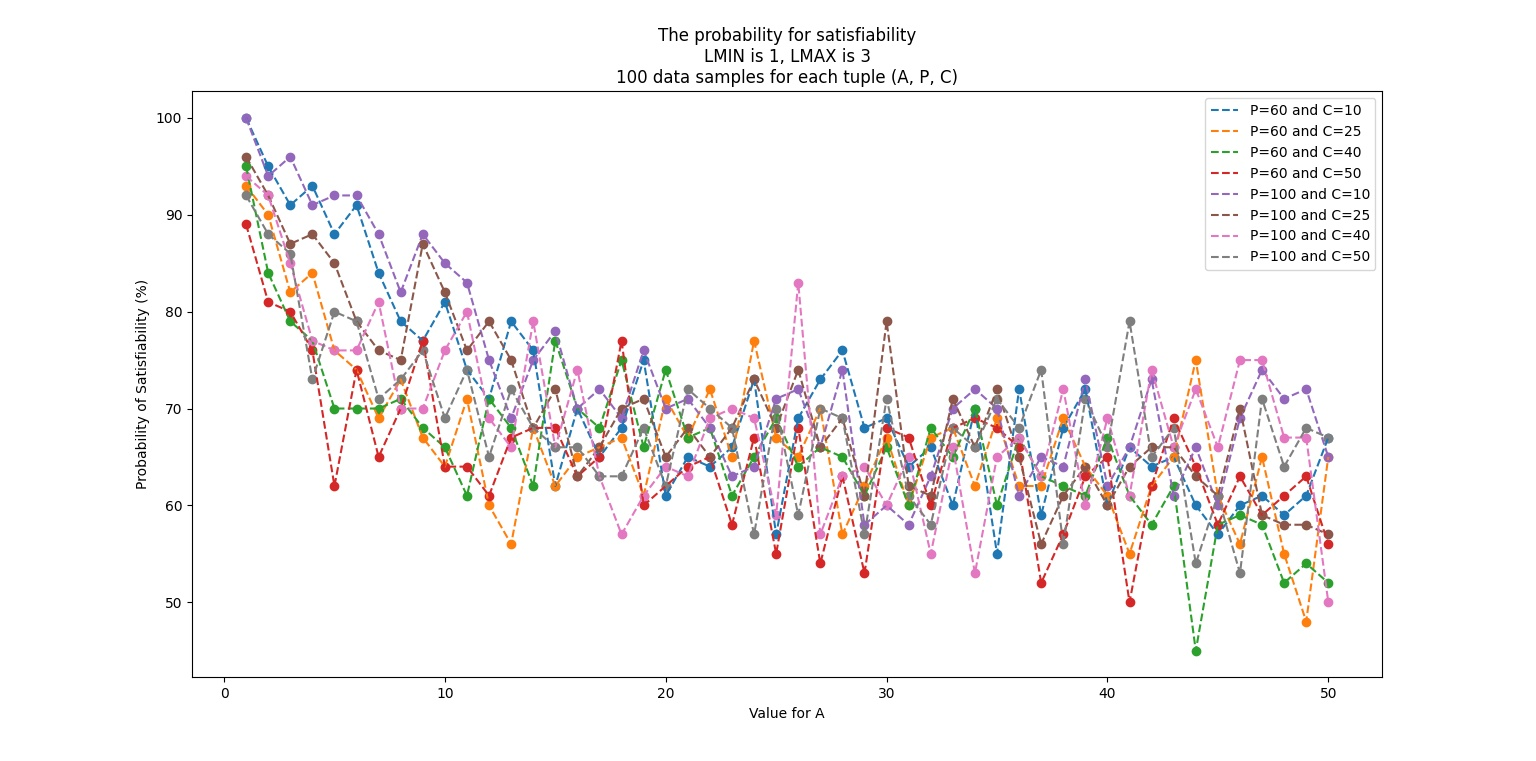 The probability for satisfiability
LMIN is 1, LMAX is 3
100 data samples for each tuple (A, P, C)
P=60 and C=10
P=60 and C=25
P=60 and C=40
P=60 and C=50
P=100 and C=10
P=100 and C=25
P=100 and C=40
P=100 and C=50
Probability of Satisfiability (%)
100
90
80
70
60
50
0 10 20 30 40 50
Value for A